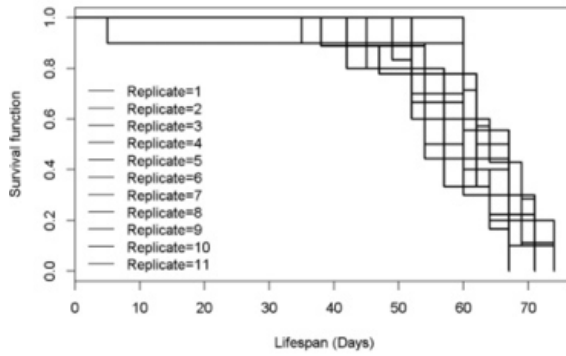 1.0
0.8
0.6
0.4
0.2
0.0
Survival function
Replicate=1
Replicate=2
Replicate=3
Replicate=4
Replicate=5
Replicate=6
Replicate=7
Replicate=8
Replicate=9
Replicate=10
Replicate=11
0 10 20 30 40 50 60 70
Lifespan (Days)